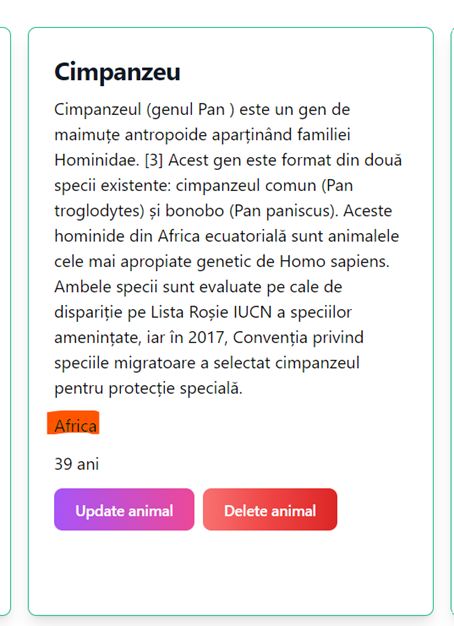 Cimpanzeu
Cimpanzeul (genul Pan ) este un gen de
maimuțe antropoide aparținând familiei
Hominidae. [3] Acest gen este format din două
specii existente: cimpanzeul comun (Pan
troglodytes) și bonobo (Pan paniscus). Aceste
hominide din Africa ecuatorială sunt animalele
cele mai apropiate genetic de Homo sapiens.
Ambele specii sunt evaluate pe cale de
dispariție pe Lista Roșie IUCN a speciilor
amenințate, iar în 2017, Convenția privind
speciile migratoare a selectat cimpanzeul
pentru protecție specială.
Africa
39 ani
Update animal Delete animal